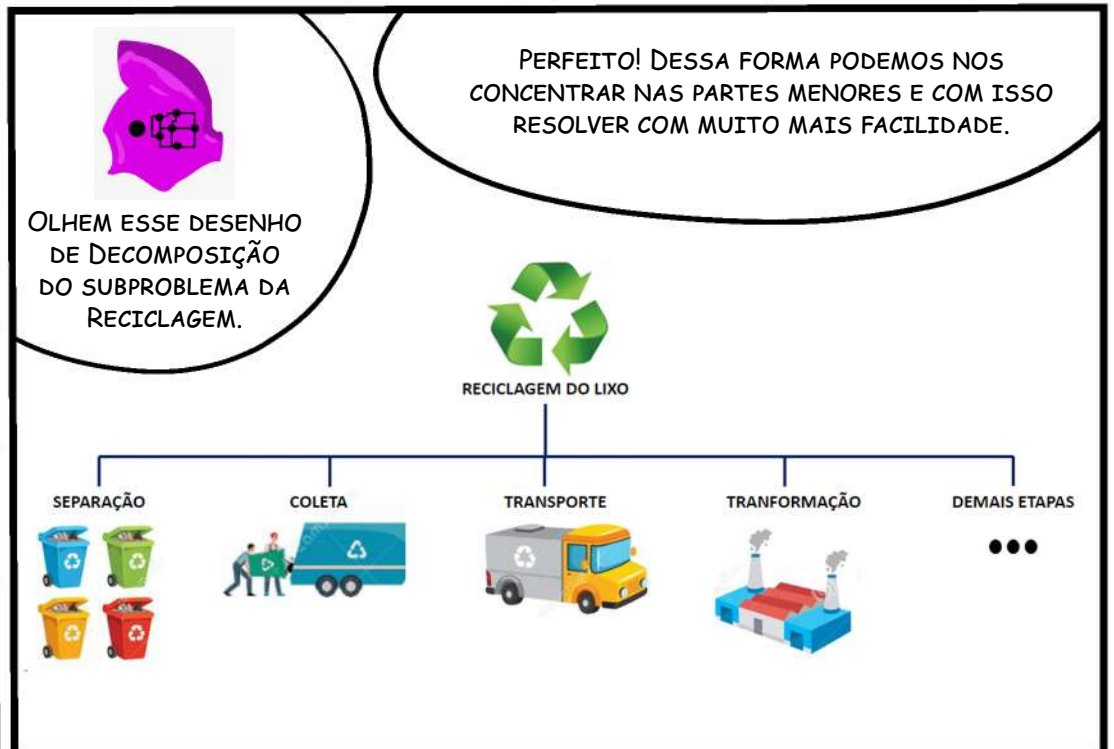 OLHEM ESSE DESENHO
DE DECOMPOSIÇÃO
DO SUBPROBLEMA DA
RECICLAGEM.
PERFEITO! DESSA FORMA PODEMOS NOS
CONCENTRAR NAS PARTES MENORES E COM ISSO
RESOLVER COM MUITO MAIS FACILIDADE.
RECICLAGEM DO LIXO
SEPARAÇÃO
COLETA
TRANSPORTE
TRANFORMAÇÃO
DEMAIS ETAPAS